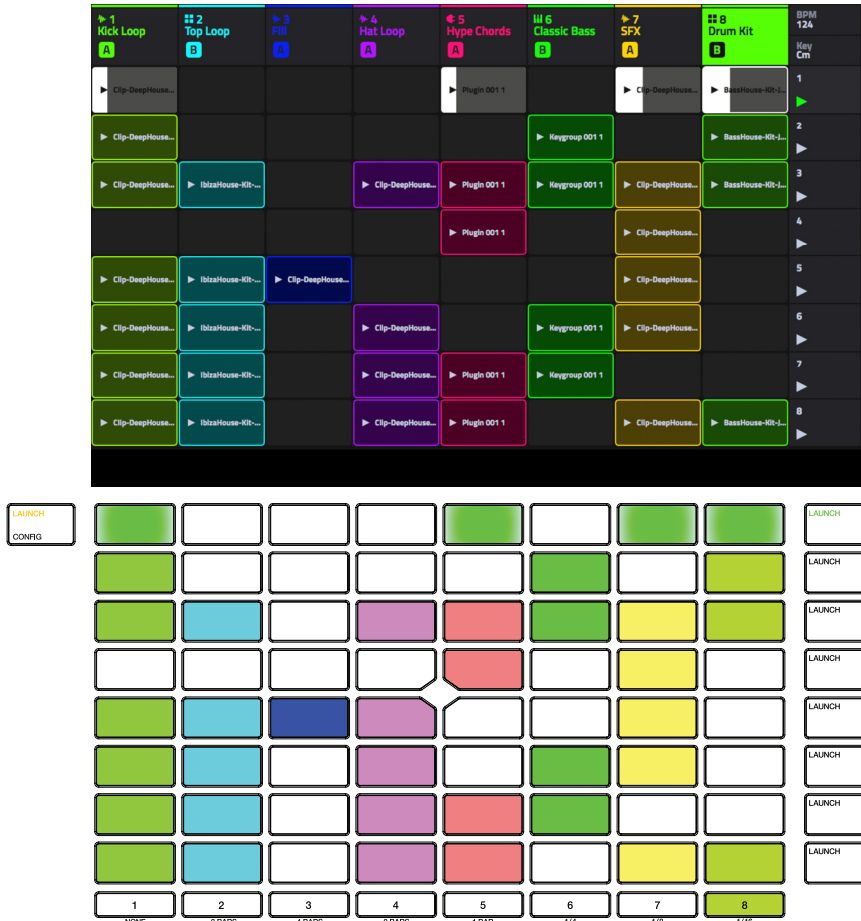 1 2 3 4 5 6 7 8 BPM 124
Kick Loop Top Loop Fill Hat Loop Hype Chords Classic Bass SFX Drum Kit
A B A A A B A B Key Cm
Clip-DeepHouse... Plugin 001 1 Clip-DeepHouse... BassHouse-Kit-J... 1
Clip-DeepHouse... Keygroup 001 1 BassHouse-Kit-J... 2
Clip-DeepHouse... IbizaHouse-Kit-... Clip-DeepHouse... Plugin 001 1 Keygroup 001 1 Clip-DeepHouse... BassHouse-Kit-J... 3
Plugin 001 1 Clip-DeepHouse... 4
Clip-DeepHouse... IbizaHouse-Kit-... Clip-DeepHouse... Clip-DeepHouse... 5
Clip-DeepHouse... IbizaHouse-Kit-... Clip-DeepHouse... Keygroup 001 1 Clip-DeepHouse... 6
Clip-DeepHouse... IbizaHouse-Kit-... Clip-DeepHouse... Plugin 001 1 Keygroup 001 1 7
Clip-DeepHouse... IbizaHouse-Kit-... Clip-DeepHouse... Plugin 001 1 Clip-DeepHouse... BassHouse-Kit-J... 8
LAUNCH LAUNCH
CONFIG
LAUNCH
LAUNCH
LAUNCH
LAUNCH
LAUNCH
LAUNCH
LAUNCH
1 2 3 4 5 6 7 8